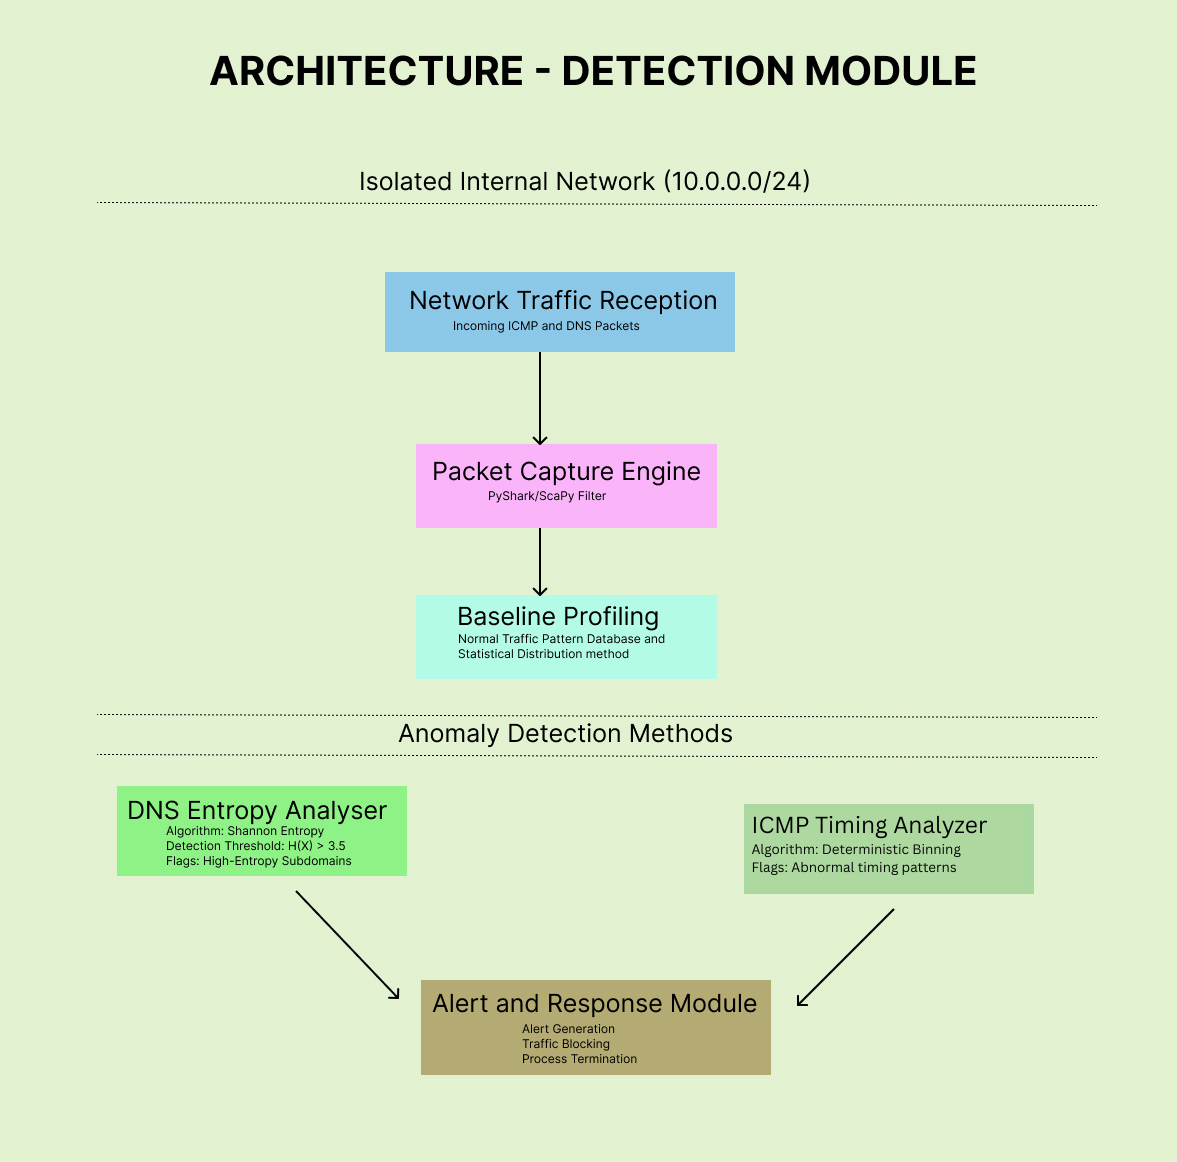 ARCHITECTURE - DETECTION MODULE
Isolated Internal Network (10.0.0.0/24)
Network Traffic Reception
Incoming ICMP and DNS Packets
Packet Capture Engine
PyShark/ScaPy Filter
Baseline Profiling
Normal Traffic Pattern Database and
Statistical Distribution method
Anomaly Detection Methods
DNS Entropy Analyser
Algorithm: Shannon Entropy
Detection Threshold: H(X) > 3.5
Flags: High-Entropy Subdomains
ICMP Timing Analyzer
Algorithm: Deterministic Binning
Flags: Abnormal timing patterns
Alert and Response Module
Alert Generation
Traffic Blocking
Process Termination